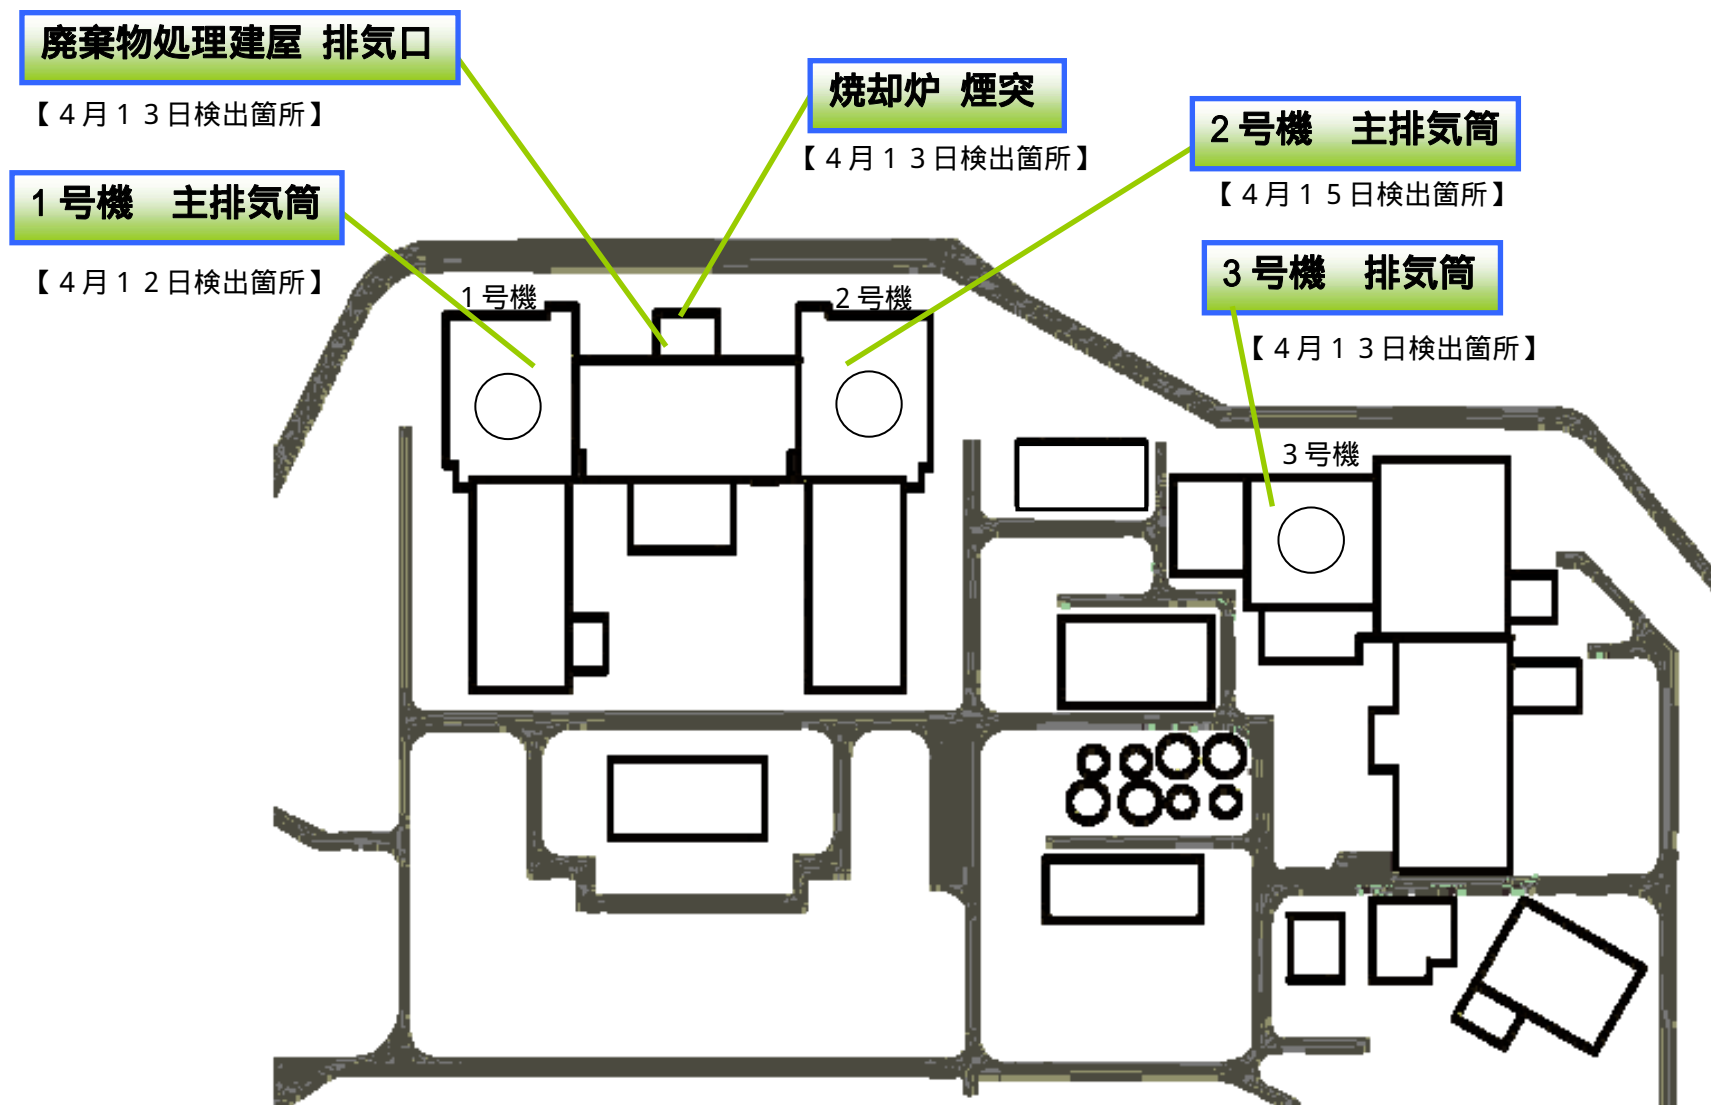 廃棄物処理建屋 排気口
【4月13日検出箇所】
焼却炉 煙突
【4月13日検出箇所】
2号機 主排気筒
【4月15日検出箇所】
1号機 主排気筒
【4月12日検出箇所】
3号機 排気筒
【4月13日検出箇所】
1号機
2号機
3号機